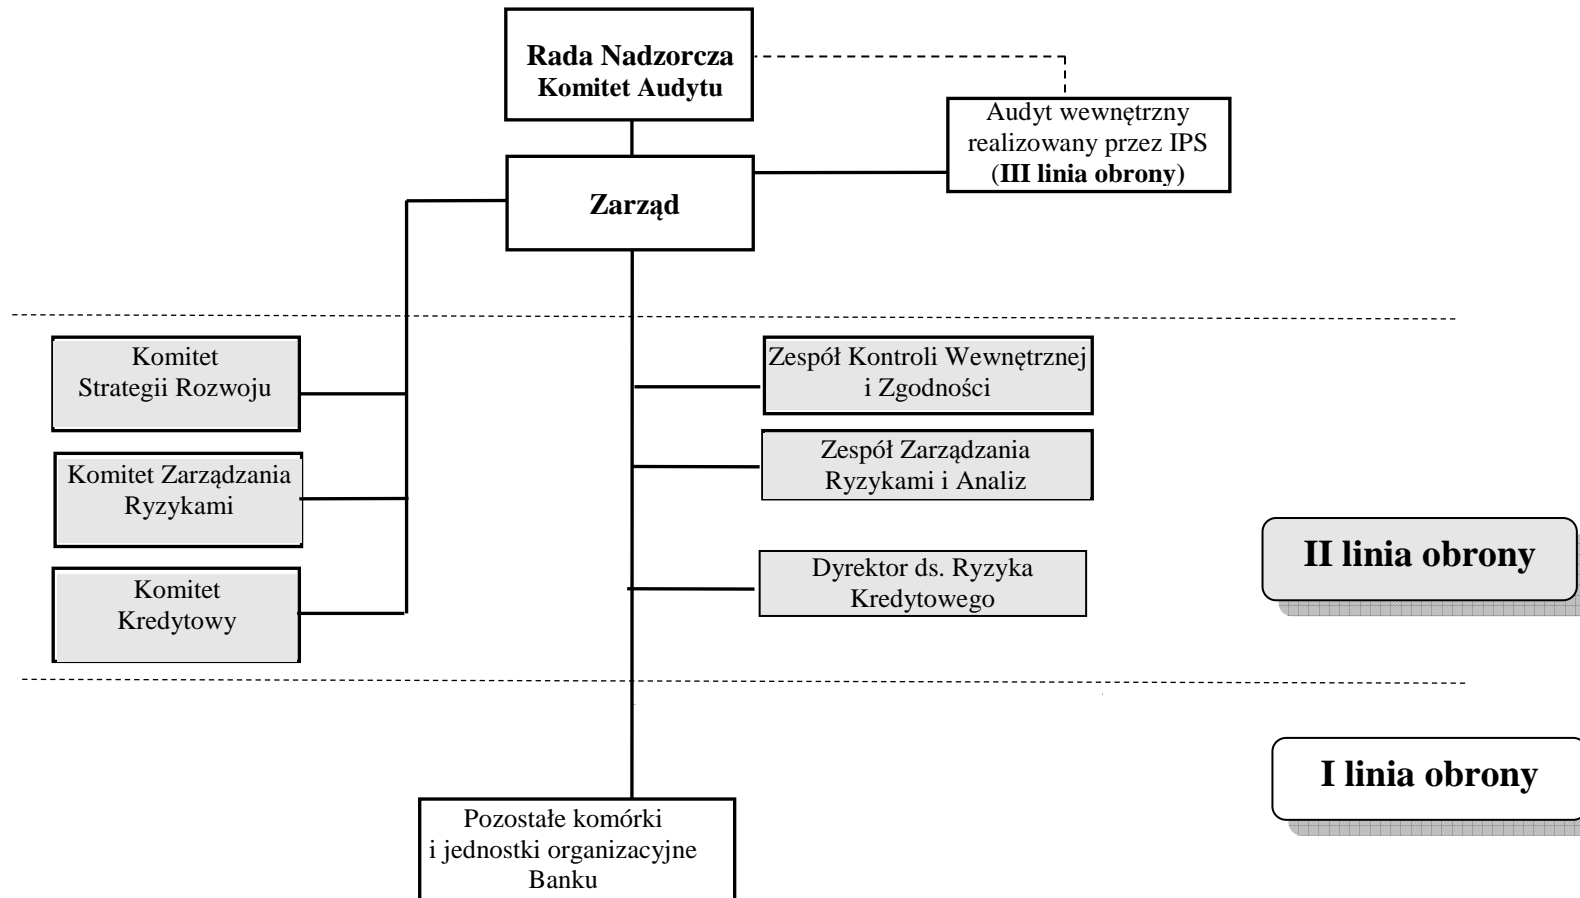 Rada Nadzorcza
Komitet Audytu
Audyt wewnętrzny
realizowany przez IPS
(III linia obrony)
Zarząd
Komitet
Strategii Rozwoju
Zespół Kontroli Wewnętrznej
i Zgodności
Zespół Zarządzania
Ryzykami i Analiz
Komitet Zarządzania
Ryzykami
Komitet
Kredytowy
Dyrektor ds. Ryzyka
Kredytowego
II linia obrony
I linia obrony
Pozostałe komórki
i jednostki organizacyjne
Banku